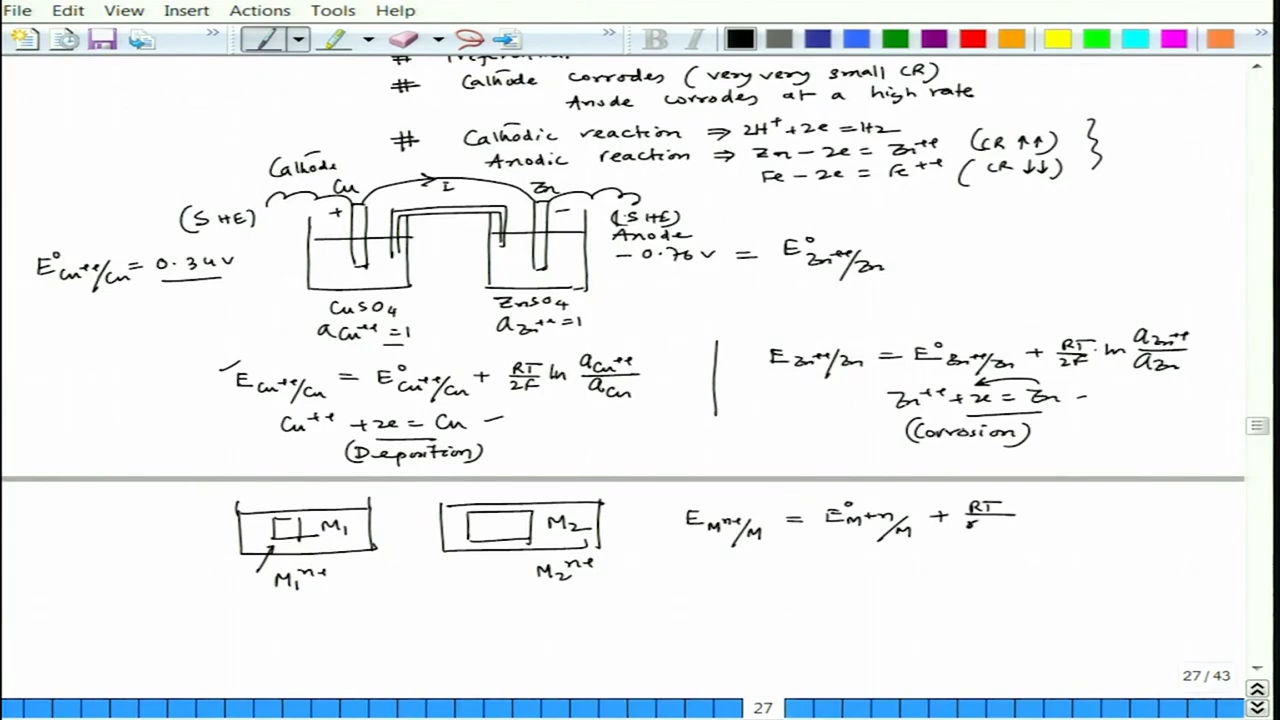 File Edit View Insert Actions Tools Help
B I
# Cathode corrodes (very very small CR)
Anode corrodes at a high rate
# Cathodic reaction ⇒ 2H⁺+2e=H2
Anodic reaction ⇒ Zn-2e = Zn⁺⁺ (CR ↑↑)
Fe-2e = Fe⁺⁺ (CR ↓↓)
Cathode
Cu I Zn
(SHE) + - (SHE)
Anode
E°Cu⁺⁺/Cu = 0.34V -0.76V = E°Zn⁺⁺/Zn
CuSO4 ZnSO4
aCu⁺⁺ = 1 aZn⁺⁺ = 1
ECu⁺⁺/Cu = E°Cu⁺⁺/Cu + RT/2F ln aCu⁺⁺/aCu
Cu⁺⁺ + 2e = Cu
(Deposition)
EZn⁺⁺/Zn = E°Zn⁺⁺/Zn + RT/2F · ln aZn⁺⁺/aZn
Zn⁺⁺ + 2e = Zn
(Corrosion)
M1 M2 EMⁿ⁺/M = E°M⁺ⁿ/M + RT
M1ⁿ⁺ M2ⁿ⁺
27/43
27